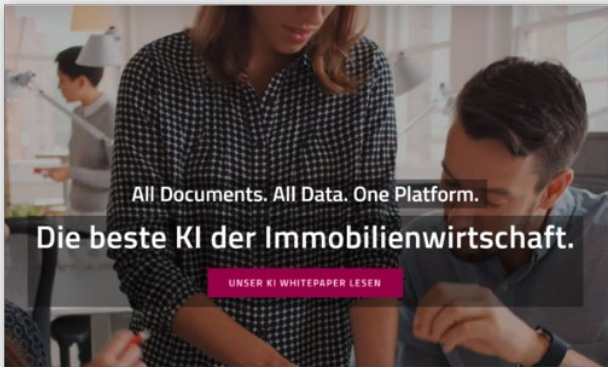 All Documents. All Data. One Platform.
Die beste KI der Immobilienwirtschaft.
UNSER KI WHITEPAPER LESEN